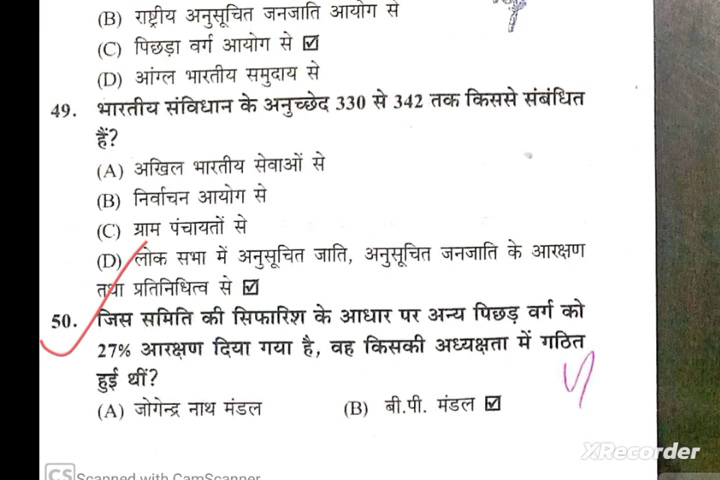 (B) राष्ट्रीय अनुसूचित जनजाति आयोग से
(C) पिछड़ा वर्ग आयोग से ☑
(D) आंग्ल भारतीय समुदाय से
49. भारतीय संविधान के अनुच्छेद 330 से 342 तक किससे संबंधित
हैं?
(A) अखिल भारतीय सेवाओं से
(B) निर्वाचन आयोग से
(C) ग्राम पंचायतों से
(D) लोक सभा में अनुसूचित जाति, अनुसूचित जनजाति के आरक्षण
तथा प्रतिनिधित्व से ☑
50. जिस समिति की सिफारिश के आधार पर अन्य पिछड़ वर्ग को
27% आरक्षण दिया गया है, वह किसकी अध्यक्षता में गठित
हुई थीं?
(A) जोगेन्द्र नाथ मंडल (B) बी.पी. मंडल ☑
XRecorder
CS Scanned with CamScanner